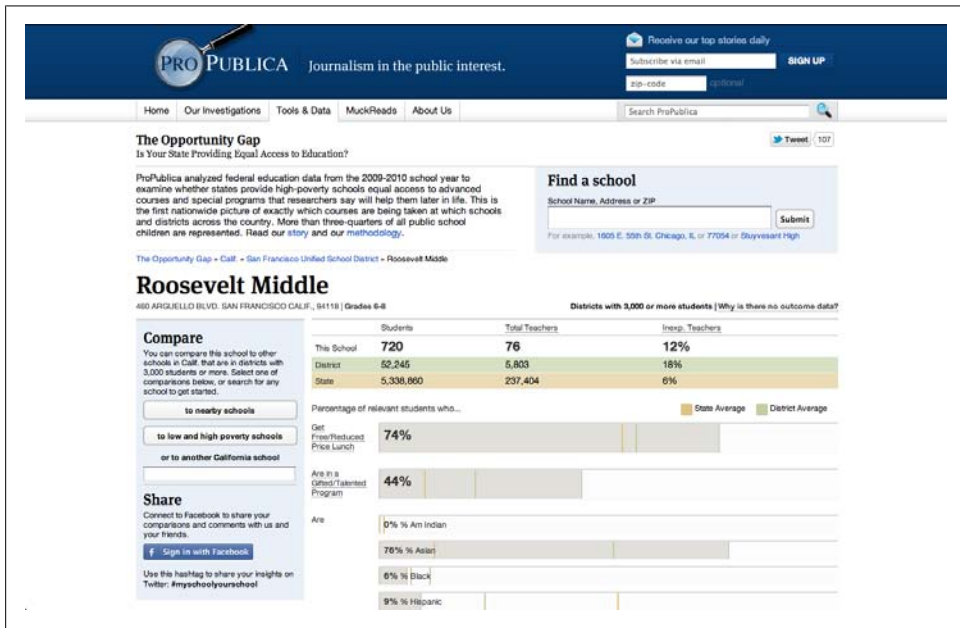 PRO PUBLICA Journalism in the public interest.
Receive our top stories daily
Subscribe via email SIGN UP
zip-code optional
Home Our Investigations Tools & Data MuckReads About Us
Search ProPublica
The Opportunity Gap
Is Your State Providing Equal Access to Education?
Tweet 107
ProPublica analyzed federal education data from the 2009-2010 school year to
examine whether states provide high-poverty schools equal access to advanced
courses and special programs that researchers say will help them later in life. This is
the first nationwide picture of exactly which courses are being taken at which schools
and districts across the country. More than three-quarters of all public school
children are represented. Read our story and our methodology.
Find a school
School Name, Address or ZIP
Submit
For example, 1605 E. 55th St. Chicago, IL or 77054 or Stuyvesant High
The Opportunity Gap » Calif. » San Francisco Unified School District » Roosevelt Middle
Roosevelt Middle
460 ARGUELLO BLVD. SAN FRANCISCO CALIF., 94118 | Grades 6-8
Districts with 3,000 or more students | Why is there no outcome data?
Compare
You can compare this school to other
schools in Calif. that are in districts with
3,000 students or more. Select one of
comparisons below, or search for any
school to get started.
to nearby schools
to low and high poverty schools
or to another California school
Share
Connect to Facebook to share your
comparisons and comments with us and
your friends.
f Sign in with Facebook
Use this hashtag to share your insights on
Twitter: #myschoolyourschool
Students Total Teachers Inexp. Teachers
This School 720 76 12%
District 52,245 5,803 18%
State 5,338,860 237,404 6%
Percentage of relevant students who...
State Average District Average
Get
Free/Reduced
Price Lunch
74%
Are in a
Gifted/Talented
Program
44%
Are
0% % Am Indian
76% % Asian
6% % Black
9% % Hispanic